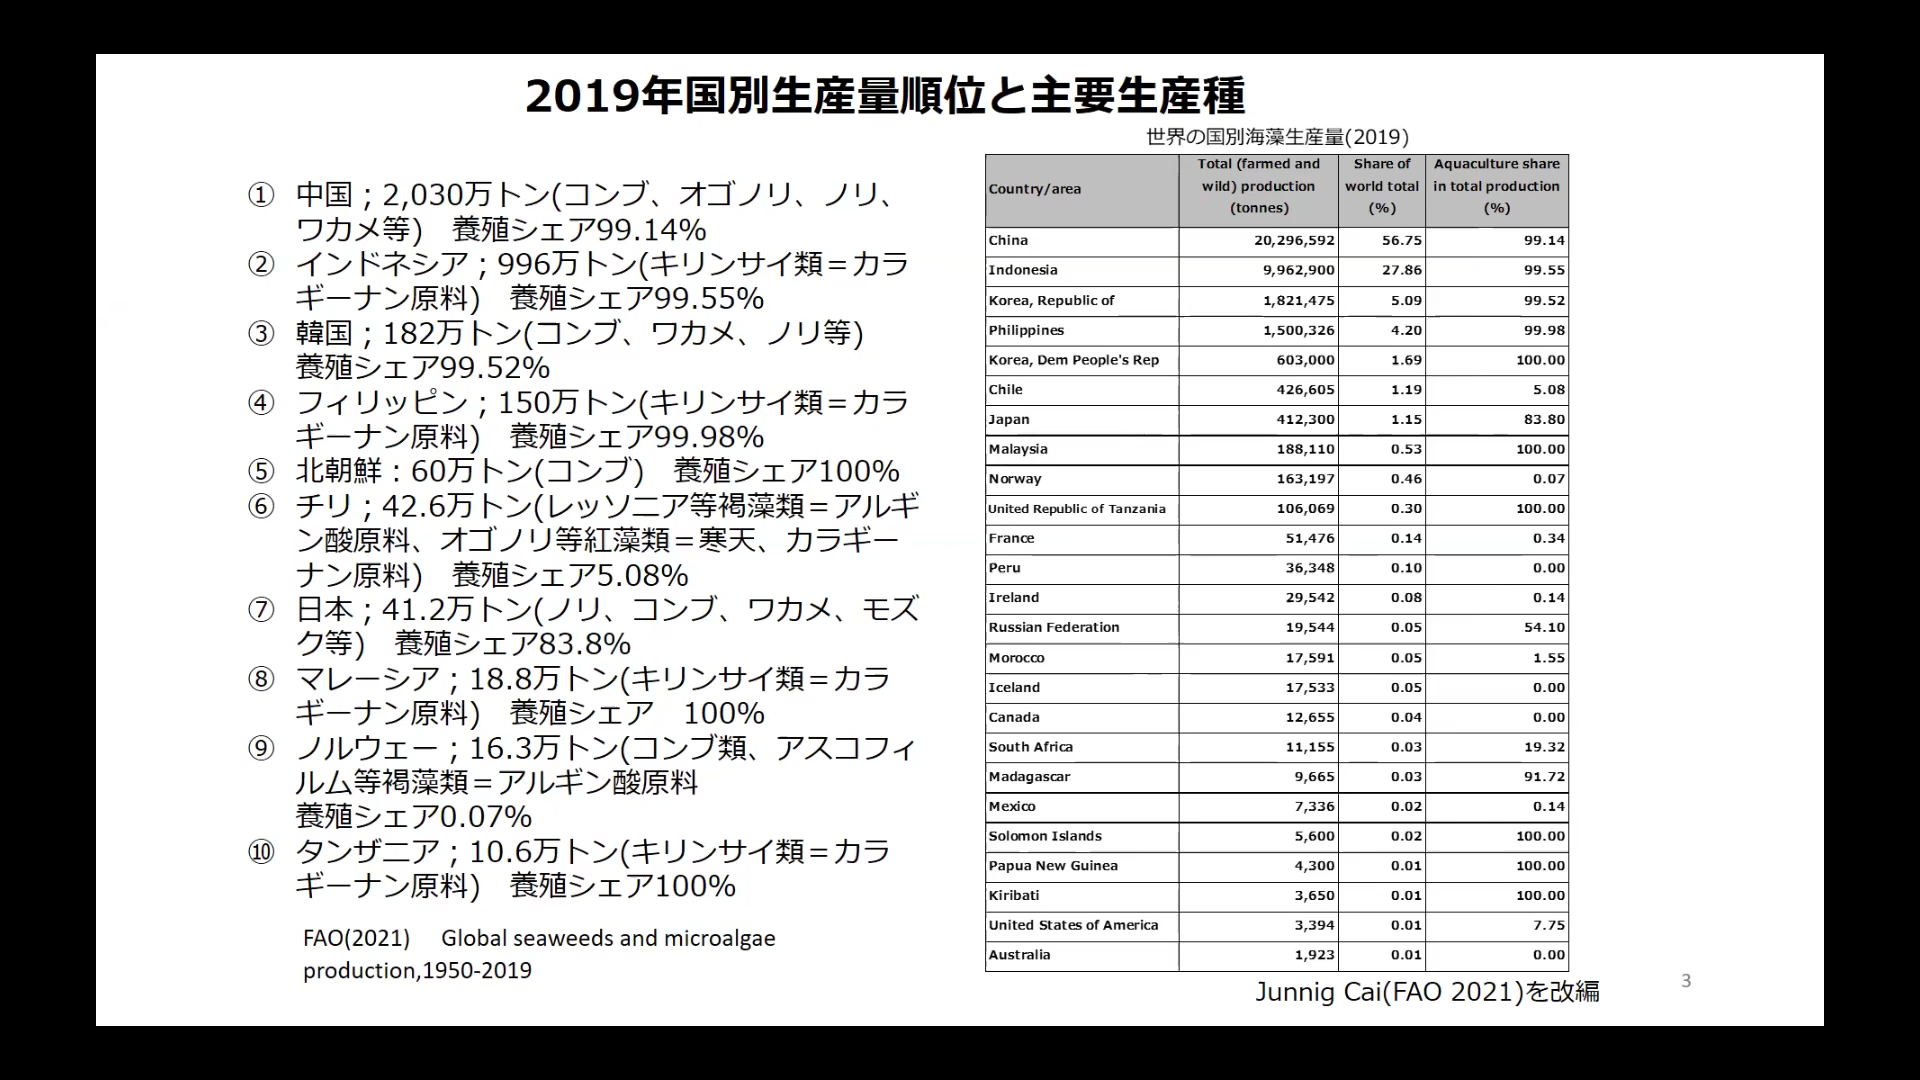 2019年国別生産量順位と主要生産種
① 中国；2,030万トン(コンブ、オゴノリ、ノリ、
ワカメ等)　養殖シェア99.14%
② インドネシア；996万トン(キリンサイ類＝カラ
ギーナン原料)　養殖シェア99.55%
③ 韓国；182万トン(コンブ、ワカメ、ノリ等)
養殖シェア99.52%
④ フィリッピン；150万トン(キリンサイ類＝カラ
ギーナン原料)　養殖シェア99.98%
⑤ 北朝鮮：60万トン(コンブ)　養殖シェア100%
⑥ チリ；42.6万トン(レッソニア等褐藻類＝アルギ
ン酸原料、オゴノリ等紅藻類＝寒天、カラギー
ナン原料)　養殖シェア5.08%
⑦ 日本；41.2万トン(ノリ、コンブ、ワカメ、モズ
ク等)　養殖シェア83.8%
⑧ マレーシア；18.8万トン(キリンサイ類＝カラ
ギーナン原料)　養殖シェア　100%
⑨ ノルウェー；16.3万トン(コンブ類、アスコフィ
ルム等褐藻類＝アルギン酸原料
養殖シェア0.07%
⑩ タンザニア；10.6万トン(キリンサイ類＝カラ
ギーナン原料)　養殖シェア100%
FAO(2021)　Global seaweeds and microalgae
production,1950-2019
世界の国別海藻生産量(2019)
Country/area Total (farmed and wild) production (tonnes) Share of world total (%) Aquaculture share in total production (%)
China 20,296,592 56.75 99.14
Indonesia 9,962,900 27.86 99.55
Korea, Republic of 1,821,475 5.09 99.52
Philippines 1,500,326 4.20 99.98
Korea, Dem People's Rep 603,000 1.69 100.00
Chile 426,605 1.19 5.08
Japan 412,300 1.15 83.80
Malaysia 188,110 0.53 100.00
Norway 163,197 0.46 0.07
United Republic of Tanzania 106,069 0.30 100.00
France 51,476 0.14 0.34
Peru 36,348 0.10 0.00
Ireland 29,542 0.08 0.14
Russian Federation 19,544 0.05 54.10
Morocco 17,591 0.05 1.55
Iceland 17,533 0.05 0.00
Canada 12,655 0.04 0.00
South Africa 11,155 0.03 19.32
Madagascar 9,665 0.03 91.72
Mexico 7,336 0.02 0.14
Solomon Islands 5,600 0.02 100.00
Papua New Guinea 4,300 0.01 100.00
Kiribati 3,650 0.01 100.00
United States of America 3,394 0.01 7.75
Australia 1,923 0.01 0.00
Junnig Cai(FAO 2021)を改編
3